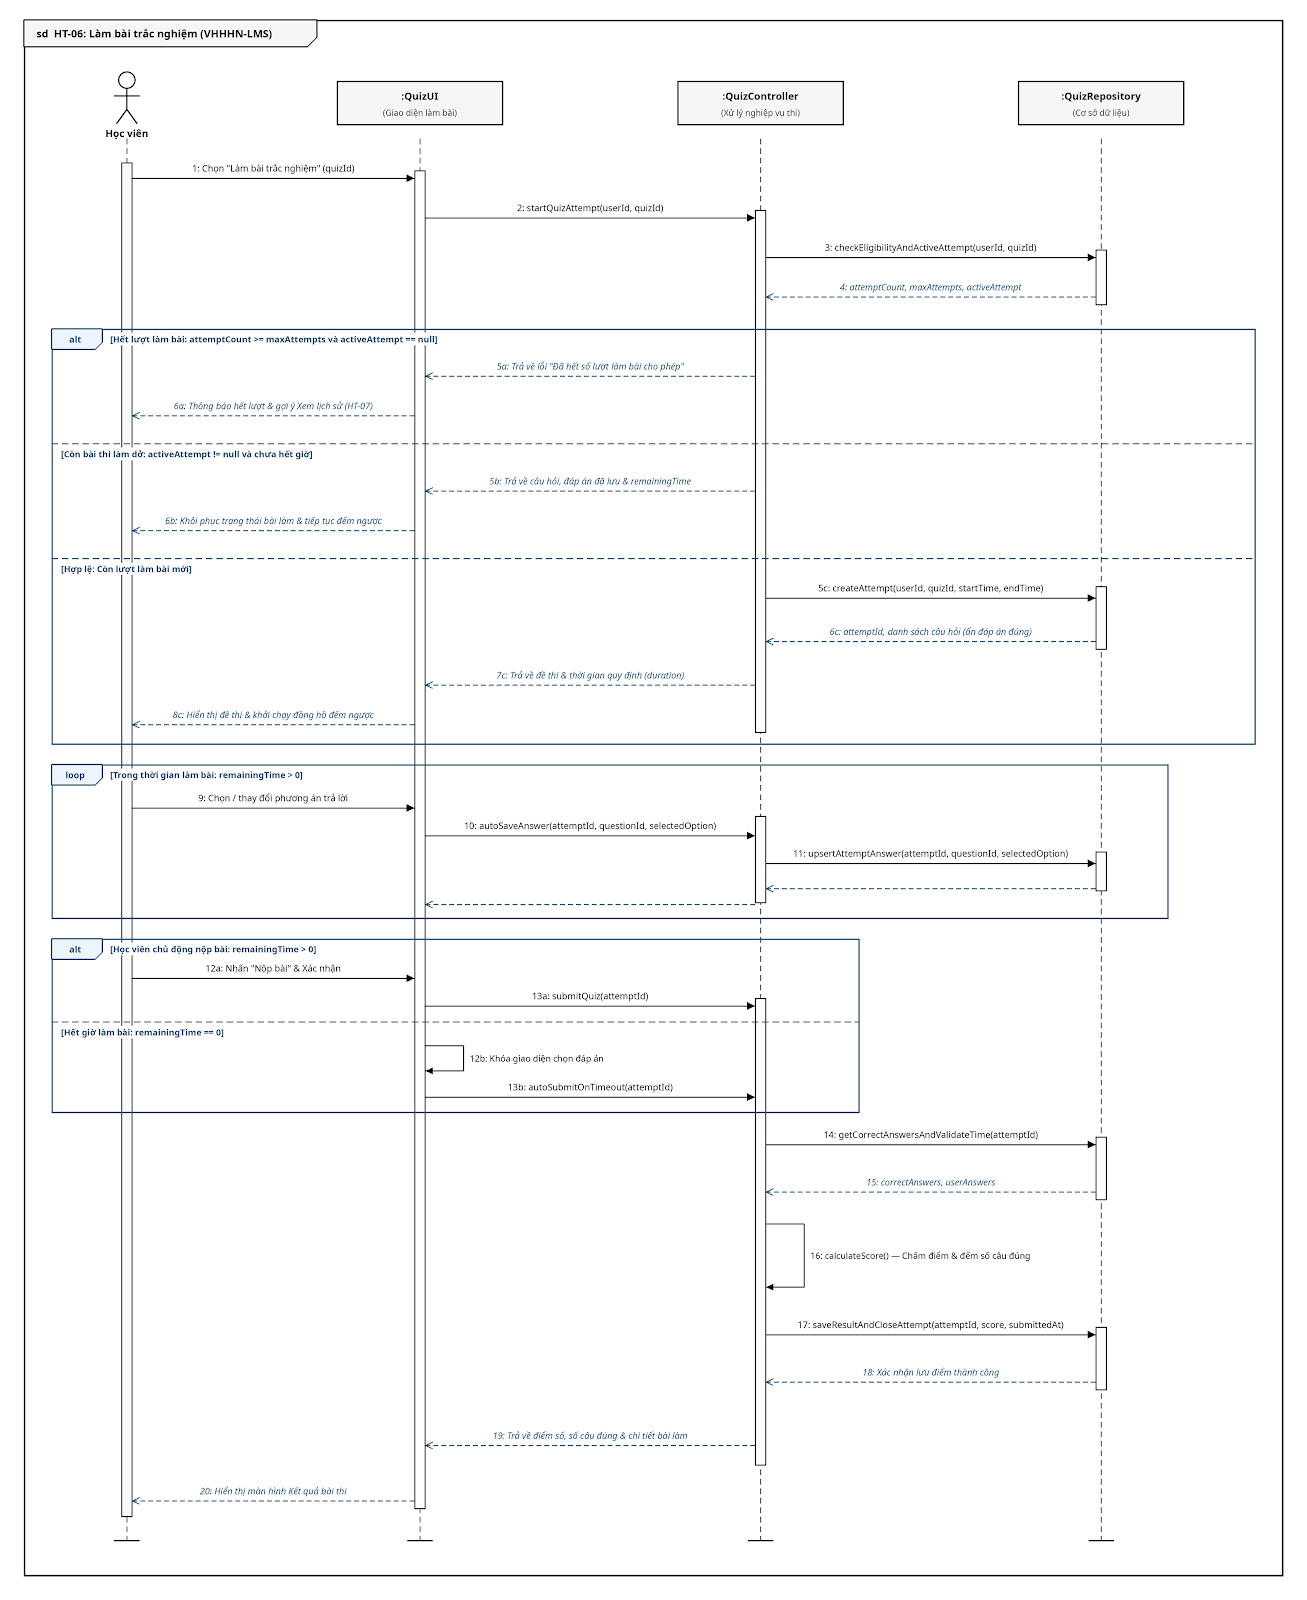 sd HT-06: Làm bài trắc nghiệm (VHHHN-LMS)
Học viên
:QuizUI
(Giao diện làm bài)
:QuizController
(Xử lý nghiệp vụ thi)
:QuizRepository
(Cơ sở dữ liệu)
1: Chọn "Làm bài trắc nghiệm" (quizId)
2: startQuizAttempt(userId, quizId)
3: checkEligibilityAndActiveAttempt(userId, quizId)
4: attemptCount, maxAttempts, activeAttempt
alt [Hết lượt làm bài: attemptCount >= maxAttempts và activeAttempt == null]
5a: Trả về lỗi "Đã hết số lượt làm bài cho phép"
6a: Thông báo hết lượt & gợi ý Xem lịch sử (HT-07)
[Còn bài thi làm dở: activeAttempt != null và chưa hết giờ]
5b: Trả về câu hỏi, đáp án đã lưu & remainingTime
6b: Khôi phục trạng thái bài làm & tiếp tục đếm ngược
[Hợp lệ: Còn lượt làm bài mới]
5c: createAttempt(userId, quizId, startTime, endTime)
6c: attemptId, danh sách câu hỏi (ẩn đáp án đúng)
7c: Trả về đề thi & thời gian quy định (duration)
8c: Hiển thị đề thi & khởi chạy đồng hồ đếm ngược
loop [Trong thời gian làm bài: remainingTime > 0]
9: Chọn / thay đổi phương án trả lời
10: autoSaveAnswer(attemptId, questionId, selectedOption)
11: upsertAttemptAnswer(attemptId, questionId, selectedOption)
alt [Học viên chủ động nộp bài: remainingTime > 0]
12a: Nhấn "Nộp bài" & Xác nhận
13a: submitQuiz(attemptId)
[Hết giờ làm bài: remainingTime == 0]
12b: Khóa giao diện chọn đáp án
13b: autoSubmitOnTimeout(attemptId)
14: getCorrectAnswersAndValidateTime(attemptId)
15: correctAnswers, userAnswers
16: calculateScore() — Chấm điểm & đếm số câu đúng
17: saveResultAndCloseAttempt(attemptId, score, submittedAt)
18: Xác nhận lưu điểm thành công
19: Trả về điểm số, số câu đúng & chi tiết bài làm
20: Hiển thị màn hình Kết quả bài thi